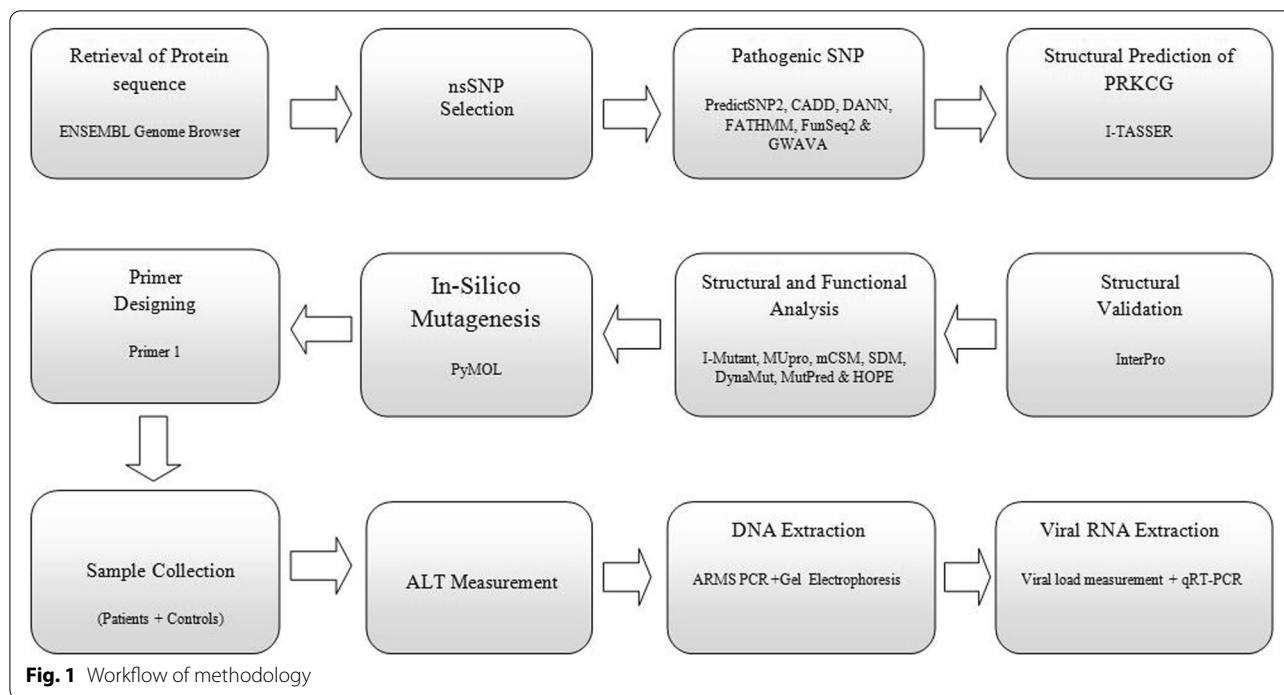 Retrieval of Protein
sequence
ENSEMBL Genome Browser
nsSNP
Selection
Pathogenic SNP
PredictSNP2, CADD, DANN,
FATHMM, FunSeq2 &
GWAVA
Structural Prediction of
PRKCG
I-TASSER
Primer
Designing
Primer 1
In-Silico
Mutagenesis
PyMOL
Structural and Functional
Analysis
I-Mutant, MUpro, mCSM, SDM,
DynaMut, MutPred & HOPE
Structural
Validation
InterPro
Sample Collection
(Patients + Controls)
ALT Measurement
DNA Extraction
ARMS PCR +Gel Electrophoresis
Viral RNA Extraction
Viral load measurement + qRT-PCR
Fig. 1 Workflow of methodology